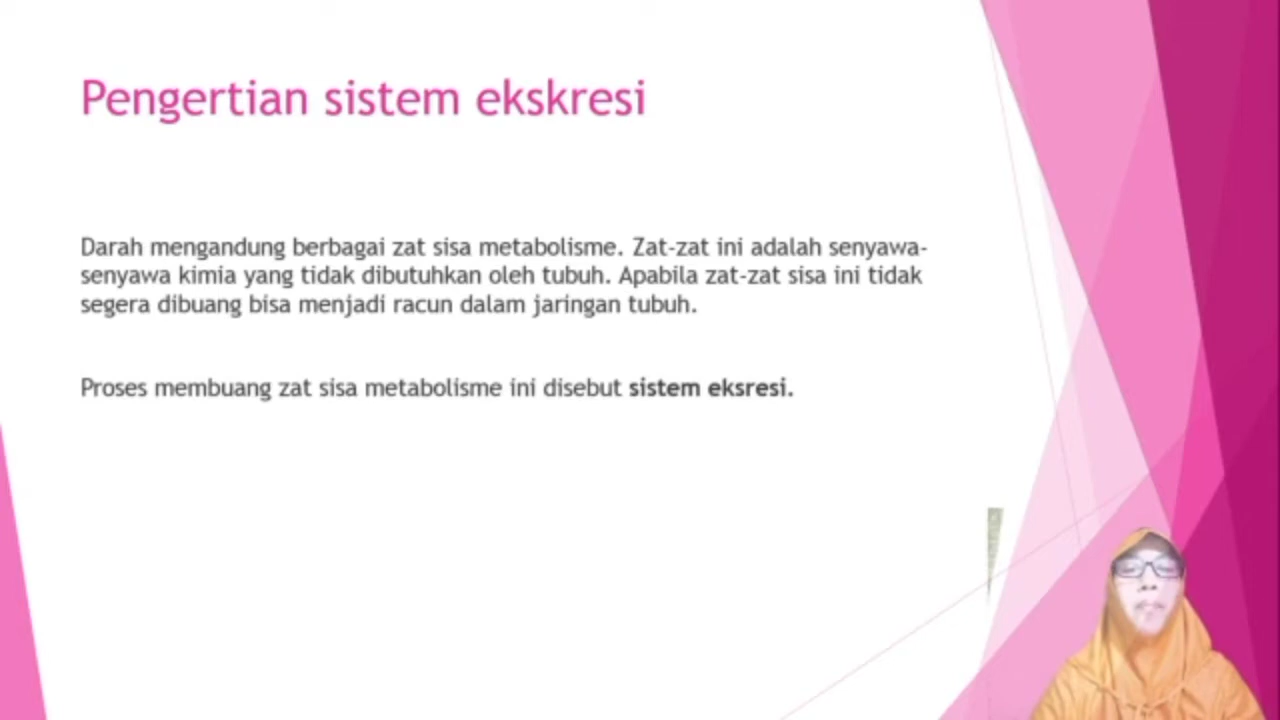 Pengertian sistem ekskresi
Darah mengandung berbagai zat sisa metabolisme. Zat-zat ini adalah senyawa-
senyawa kimia yang tidak dibutuhkan oleh tubuh. Apabila zat-zat sisa ini tidak
segera dibuang bisa menjadi racun dalam jaringan tubuh.
Proses membuang zat sisa metabolisme ini disebut sistem eksresi.